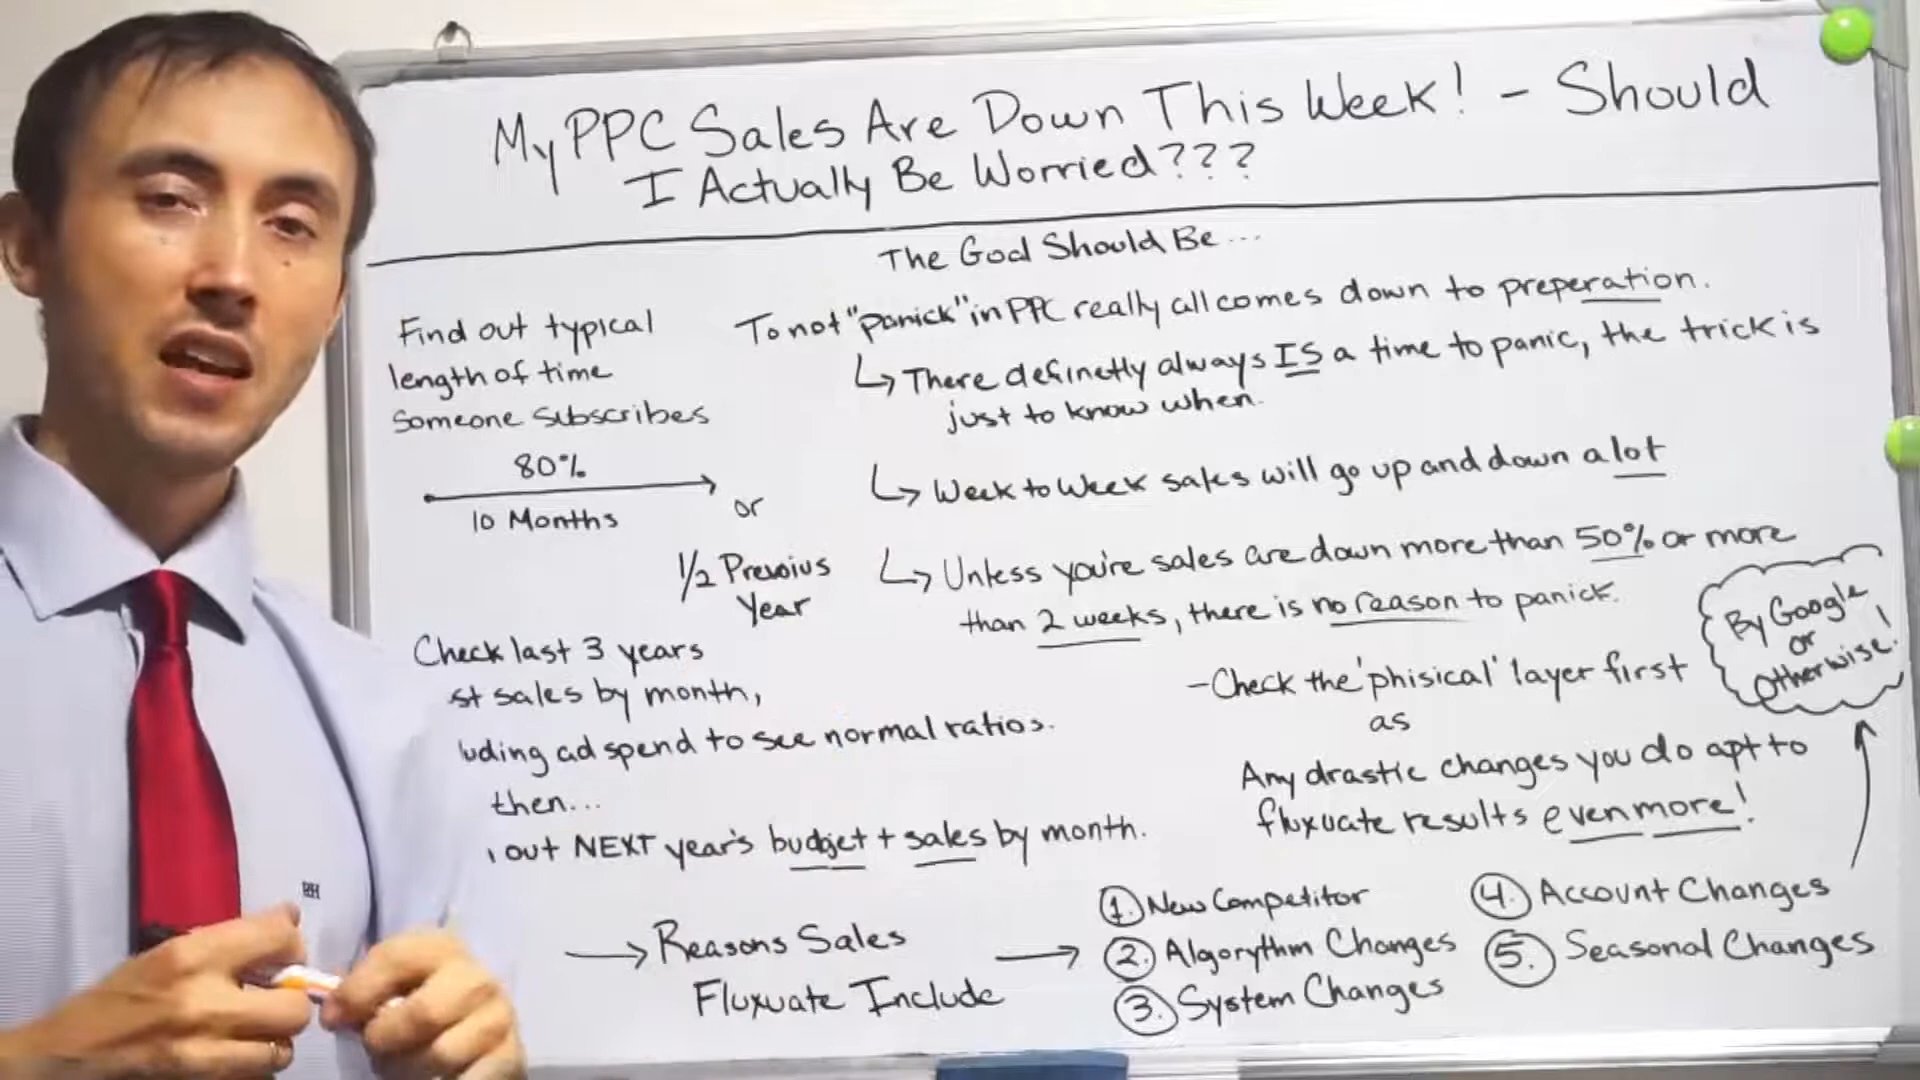 My PPC Sales Are Down This Week! - Should
I Actually Be Worried???
The Goal Should Be...
Find out typical
length of time
Someone Subscribes
80%
10 Months
or
1/2 Prevoius
Year
Check last 3 years
st sales by month,
uding ad spend to see normal ratios.
then...
out NEXT year's budget + sales by month.
To not "panick" in PPC really all comes down to preperation.
↳ There definetly always IS a time to panic, the trick is
just to know when.
↳ Week to Week sales will go up and down a lot
↳ Unless you're sales are down more than 50% or more
than 2 weeks, there is no reason to panick.
-Check the 'phisical' layer first
as
Any drastic changes you do apt to
fluxuate results even more!
By Google
or
Otherwise!
→ Reasons Sales
Fluxuate Include
→
1. New Competitor
2. Algorythm Changes
3. System Changes
4. Account Changes
5. Seasonal Changes